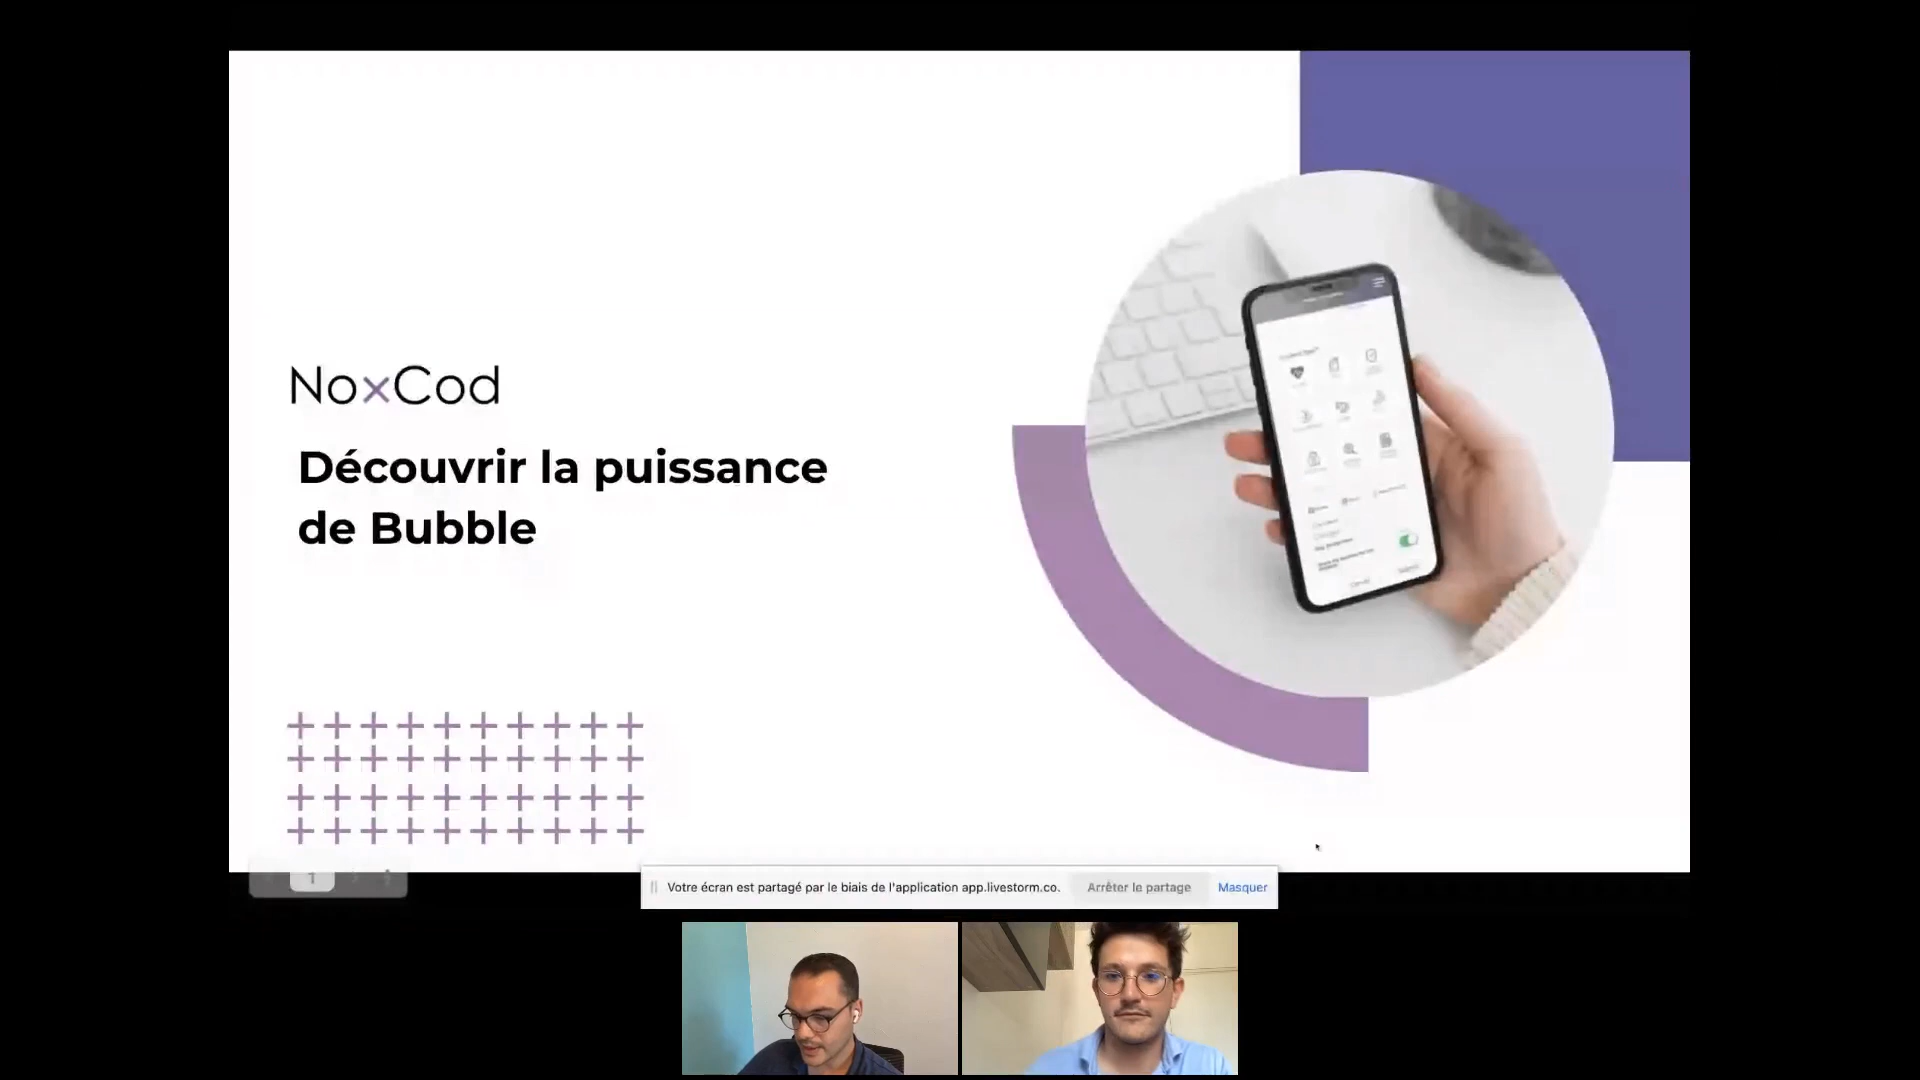 NoxCod
Découvrir la puissance
de Bubble
1
Votre écran est partagé par le biais de l'application app.livestorm.co.
Arrêter le partage
Masquer